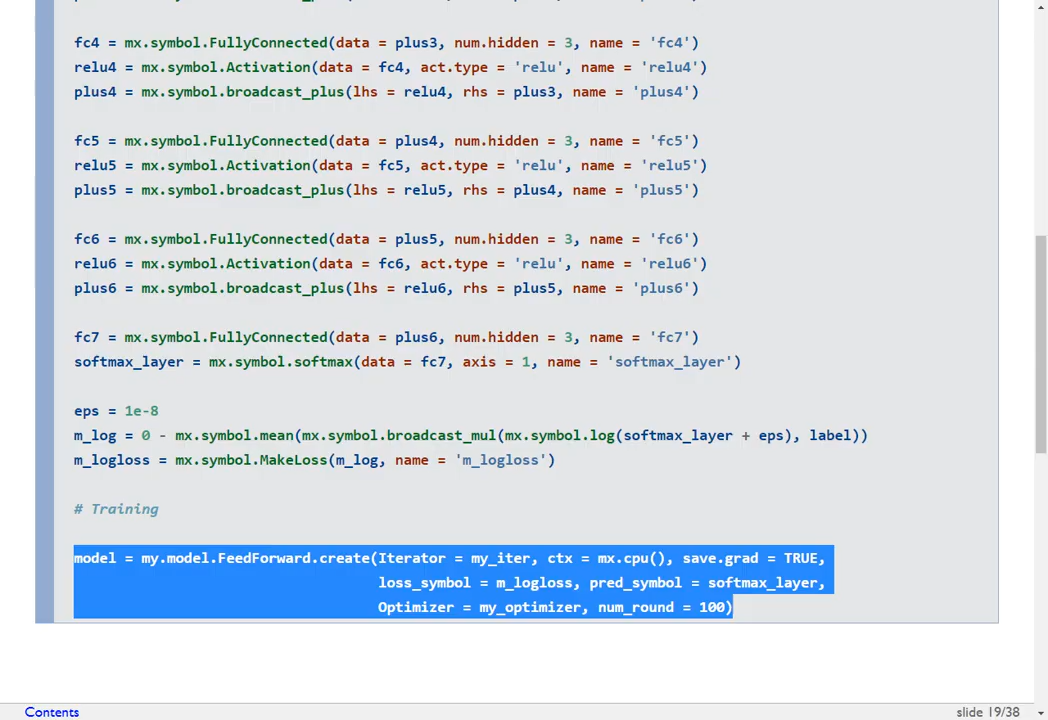 fc4 = mx.symbol.FullyConnected(data = plus3, num.hidden = 3, name = 'fc4')
relu4 = mx.symbol.Activation(data = fc4, act.type = 'relu', name = 'relu4')
plus4 = mx.symbol.broadcast_plus(lhs = relu4, rhs = plus3, name = 'plus4')
fc5 = mx.symbol.FullyConnected(data = plus4, num.hidden = 3, name = 'fc5')
relu5 = mx.symbol.Activation(data = fc5, act.type = 'relu', name = 'relu5')
plus5 = mx.symbol.broadcast_plus(lhs = relu5, rhs = plus4, name = 'plus5')
fc6 = mx.symbol.FullyConnected(data = plus5, num.hidden = 3, name = 'fc6')
relu6 = mx.symbol.Activation(data = fc6, act.type = 'relu', name = 'relu6')
plus6 = mx.symbol.broadcast_plus(lhs = relu6, rhs = plus5, name = 'plus6')
fc7 = mx.symbol.FullyConnected(data = plus6, num.hidden = 3, name = 'fc7')
softmax_layer = mx.symbol.softmax(data = fc7, axis = 1, name = 'softmax_layer')
eps = 1e-8
m_log = 0 - mx.symbol.mean(mx.symbol.broadcast_mul(mx.symbol.log(softmax_layer + eps), label))
m_logloss = mx.symbol.MakeLoss(m_log, name = 'm_logloss')
# Training
model = my.model.FeedForward.create(Iterator = my_iter, ctx = mx.cpu(), save.grad = TRUE,
loss_symbol = m_logloss, pred_symbol = softmax_layer,
Optimizer = my_optimizer, num_round = 100)
Contents
slide 19/38